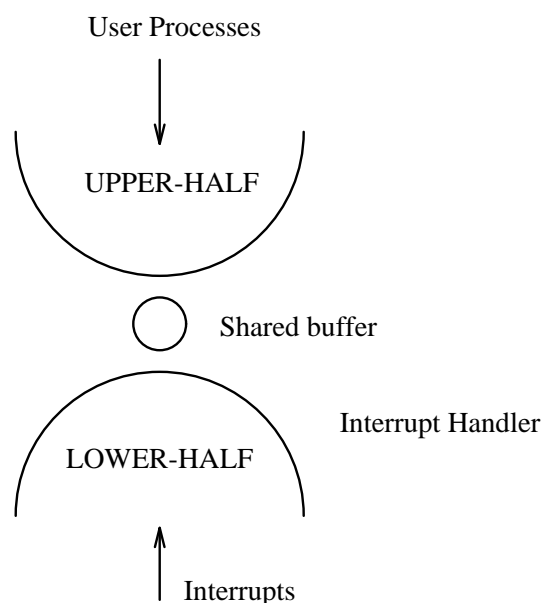 User Processes
UPPER-HALF
Shared buffer
Interrupt Handler
LOWER-HALF
Interrupts